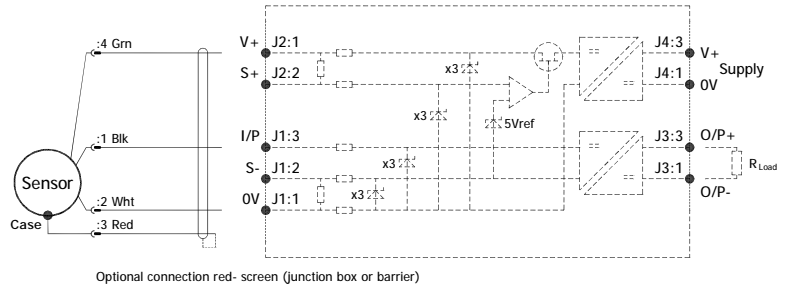 :4 Grn
V+ J2:1
J4:3 V+
x3
S+ J2:2
J4:1 0V
Supply
x3
5Vref
:1 Blk
I/P J1:3
J3:3 O/P+
x3
Sensor
S- J1:2
J3:1 O/P-
R Load
x3
:2 Wht
0V J1:1
Case
:3 Red
Optional connection red- screen (junction box or barrier)